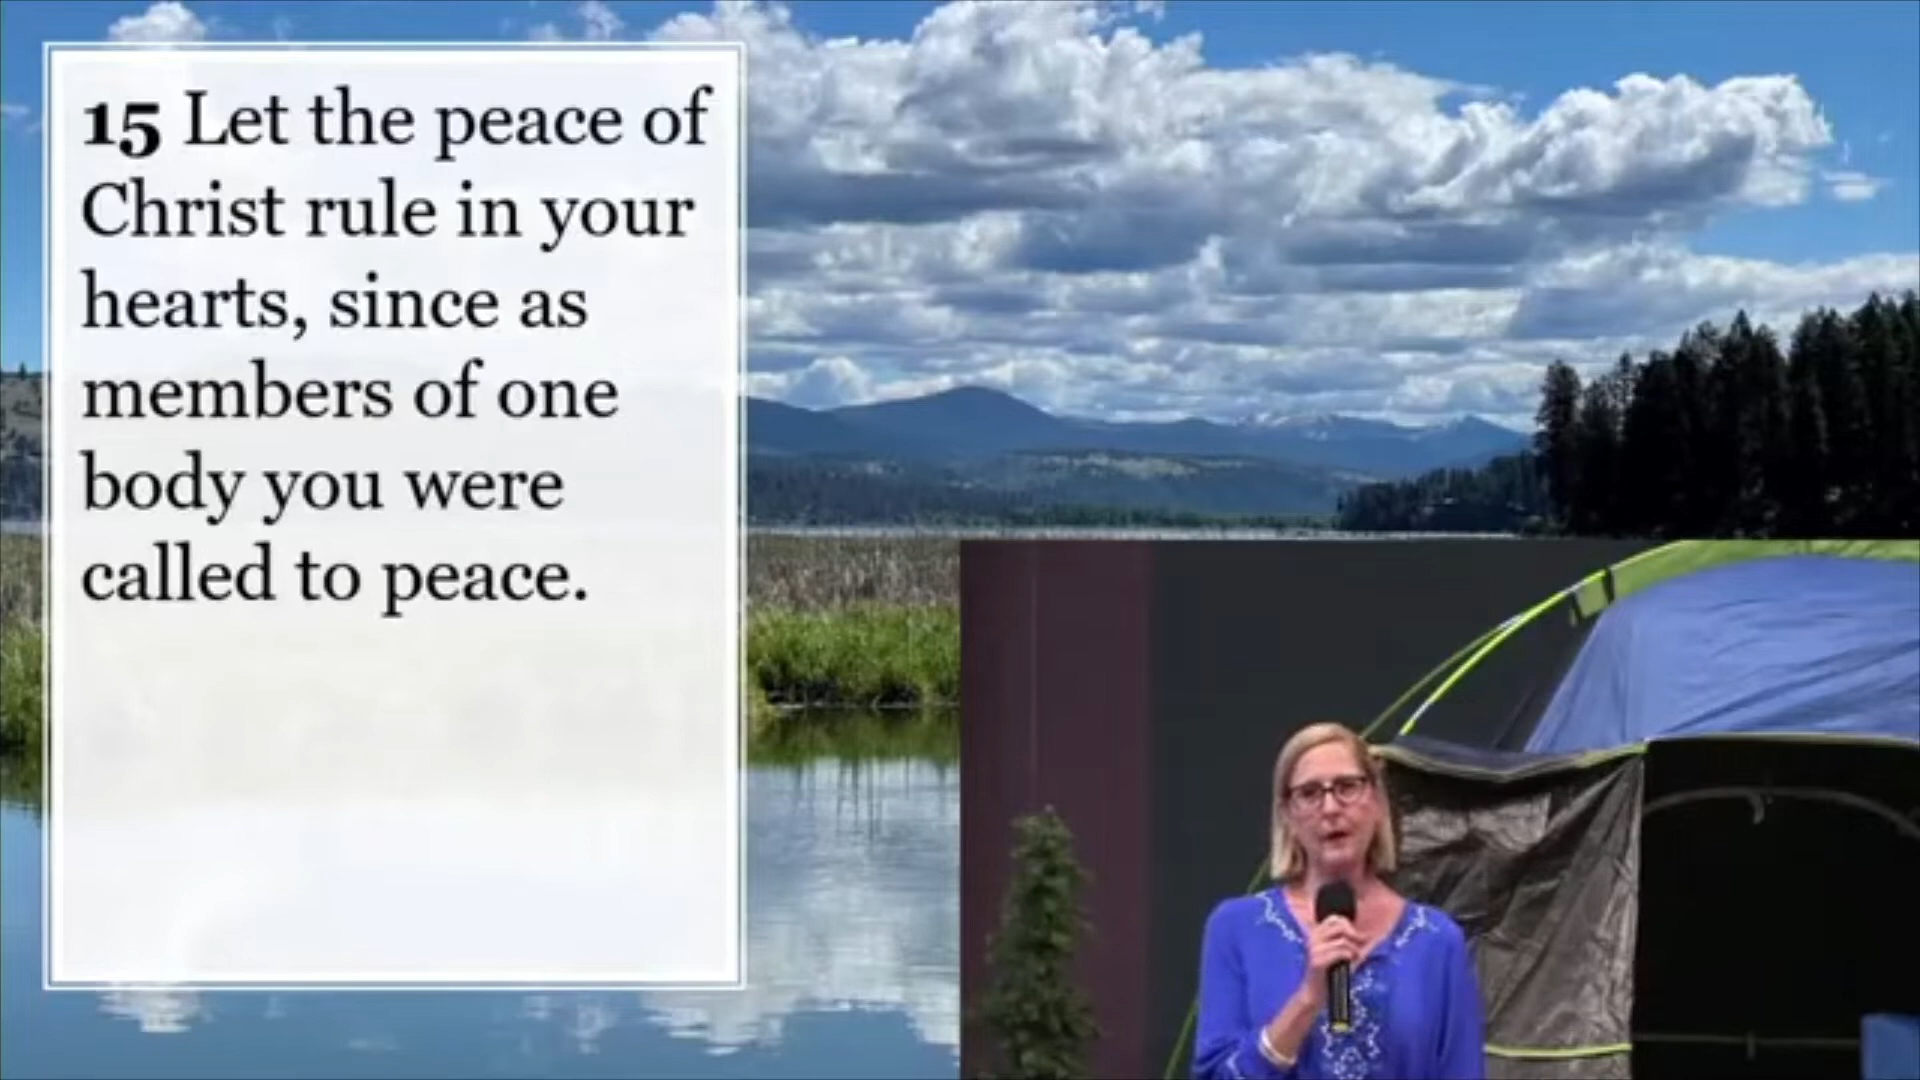 15 Let the peace of
Christ rule in your
hearts, since as
members of one
body you were
called to peace.